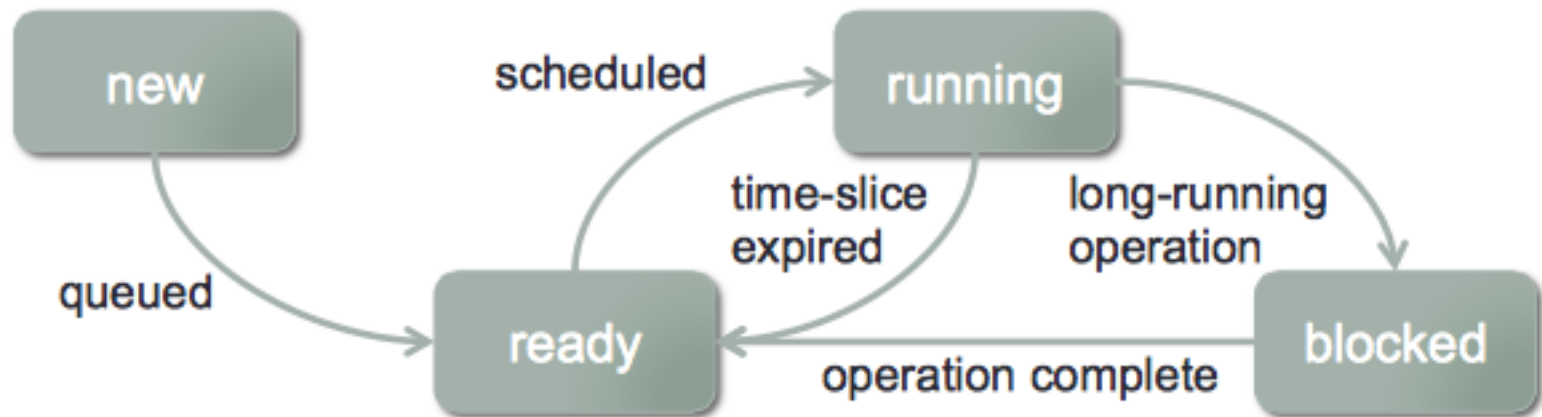 new
scheduled
running
time-slice
expired
long-running
operation
queued
ready
blocked
operation complete